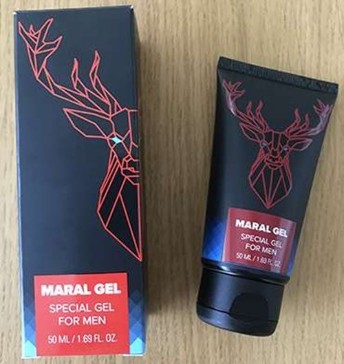 MARAL GEL
SPECIAL GEL
FOR MEN
50 ML / 1.69 FL. OZ.
MARAL GEL
SPECIAL GEL
FOR MEN
50 ML / 1.69 FL. OZ.